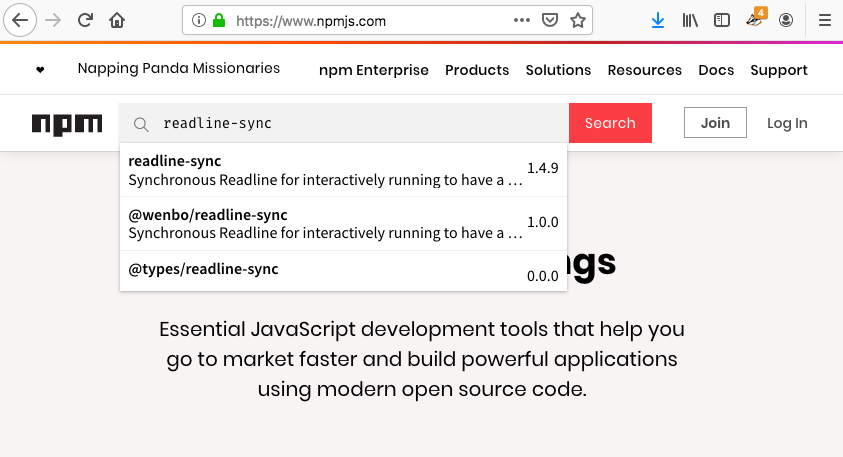 https://www.npmjs.com
4
❤ Napping Panda Missionaries npm Enterprise Products Solutions Resources Docs Support
npm readline-sync Search Join Log In
readline-sync
Synchronous Readline for interactively running to have a … 1.4.9
@wenbo/readline-sync
Synchronous Readline for interactively running to have a … 1.0.0
@types/readline-sync 0.0.0
Essential JavaScript development tools that help you
go to market faster and build powerful applications
using modern open source code.